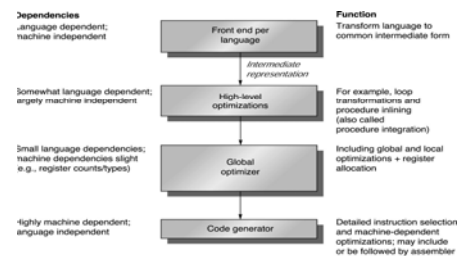 Dependencies
Language dependent;
machine independent
Front end per
language
Function
Transform language to
common intermediate form
Intermediate
representation
Somewhat language dependent;
largely machine independent
High-level
optimizations
For example, loop
transformations and
procedure inlining
(also called
procedure integration)
Small language dependencies;
machine dependencies slight
(e.g., register counts/types)
Global
optimizer
Including global and local
optimizations + register
allocation
Highly machine dependent;
language independent
Code generator
Detailed instruction selection
and machine-dependent
optimizations; may include
or be followed by assembler